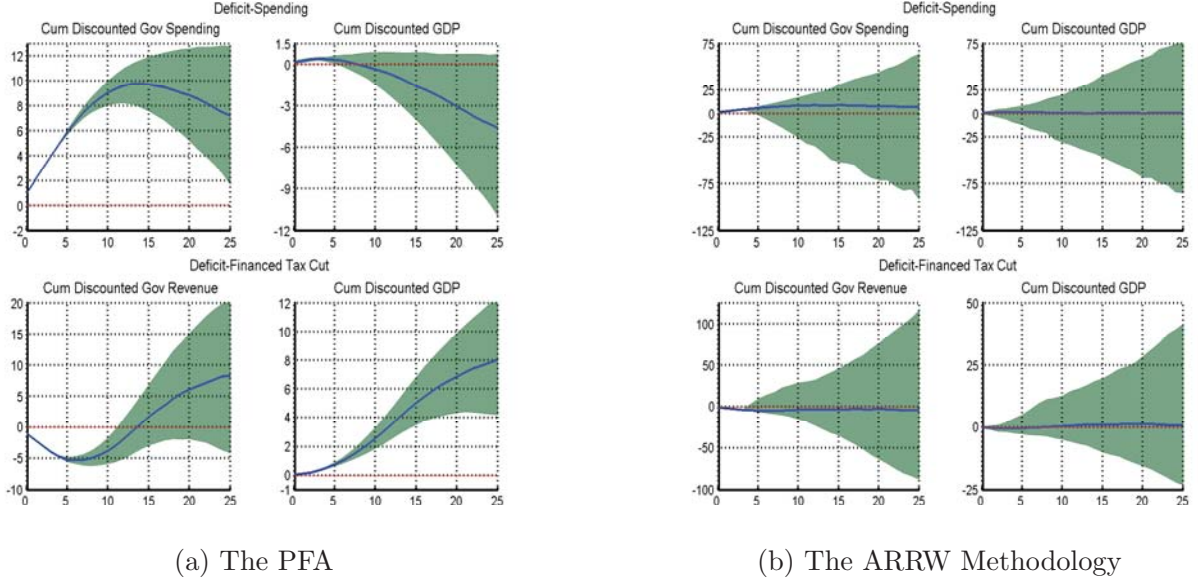 Deficit-Spending
Cum Discounted Gov Spending
Cum Discounted GDP
12
10
8
6
4
2
0
-2
0 5 10 15 20 25
1.5
0
-3
-6
-9
-12
0 5 10 15 20 25
Deficit-Financed Tax Cut
Cum Discounted Gov Revenue
Cum Discounted GDP
20
15
10
5
0
-5
-10
0 5 10 15 20 25
12
10
8
6
4
2
0
-1
0 5 10 15 20 25
(a) The PFA
Deficit-Spending
Cum Discounted Gov Spending
Cum Discounted GDP
75
25
0
-25
-75
-125
0 5 10 15 20 25
75
25
0
-25
-75
-125
0 5 10 15 20 25
Deficit-Financed Tax Cut
Cum Discounted Gov Revenue
Cum Discounted GDP
100
50
0
-50
-100
0 5 10 15 20 25
50
25
0
-25
0 5 10 15 20 25
(b) The ARRW Methodology